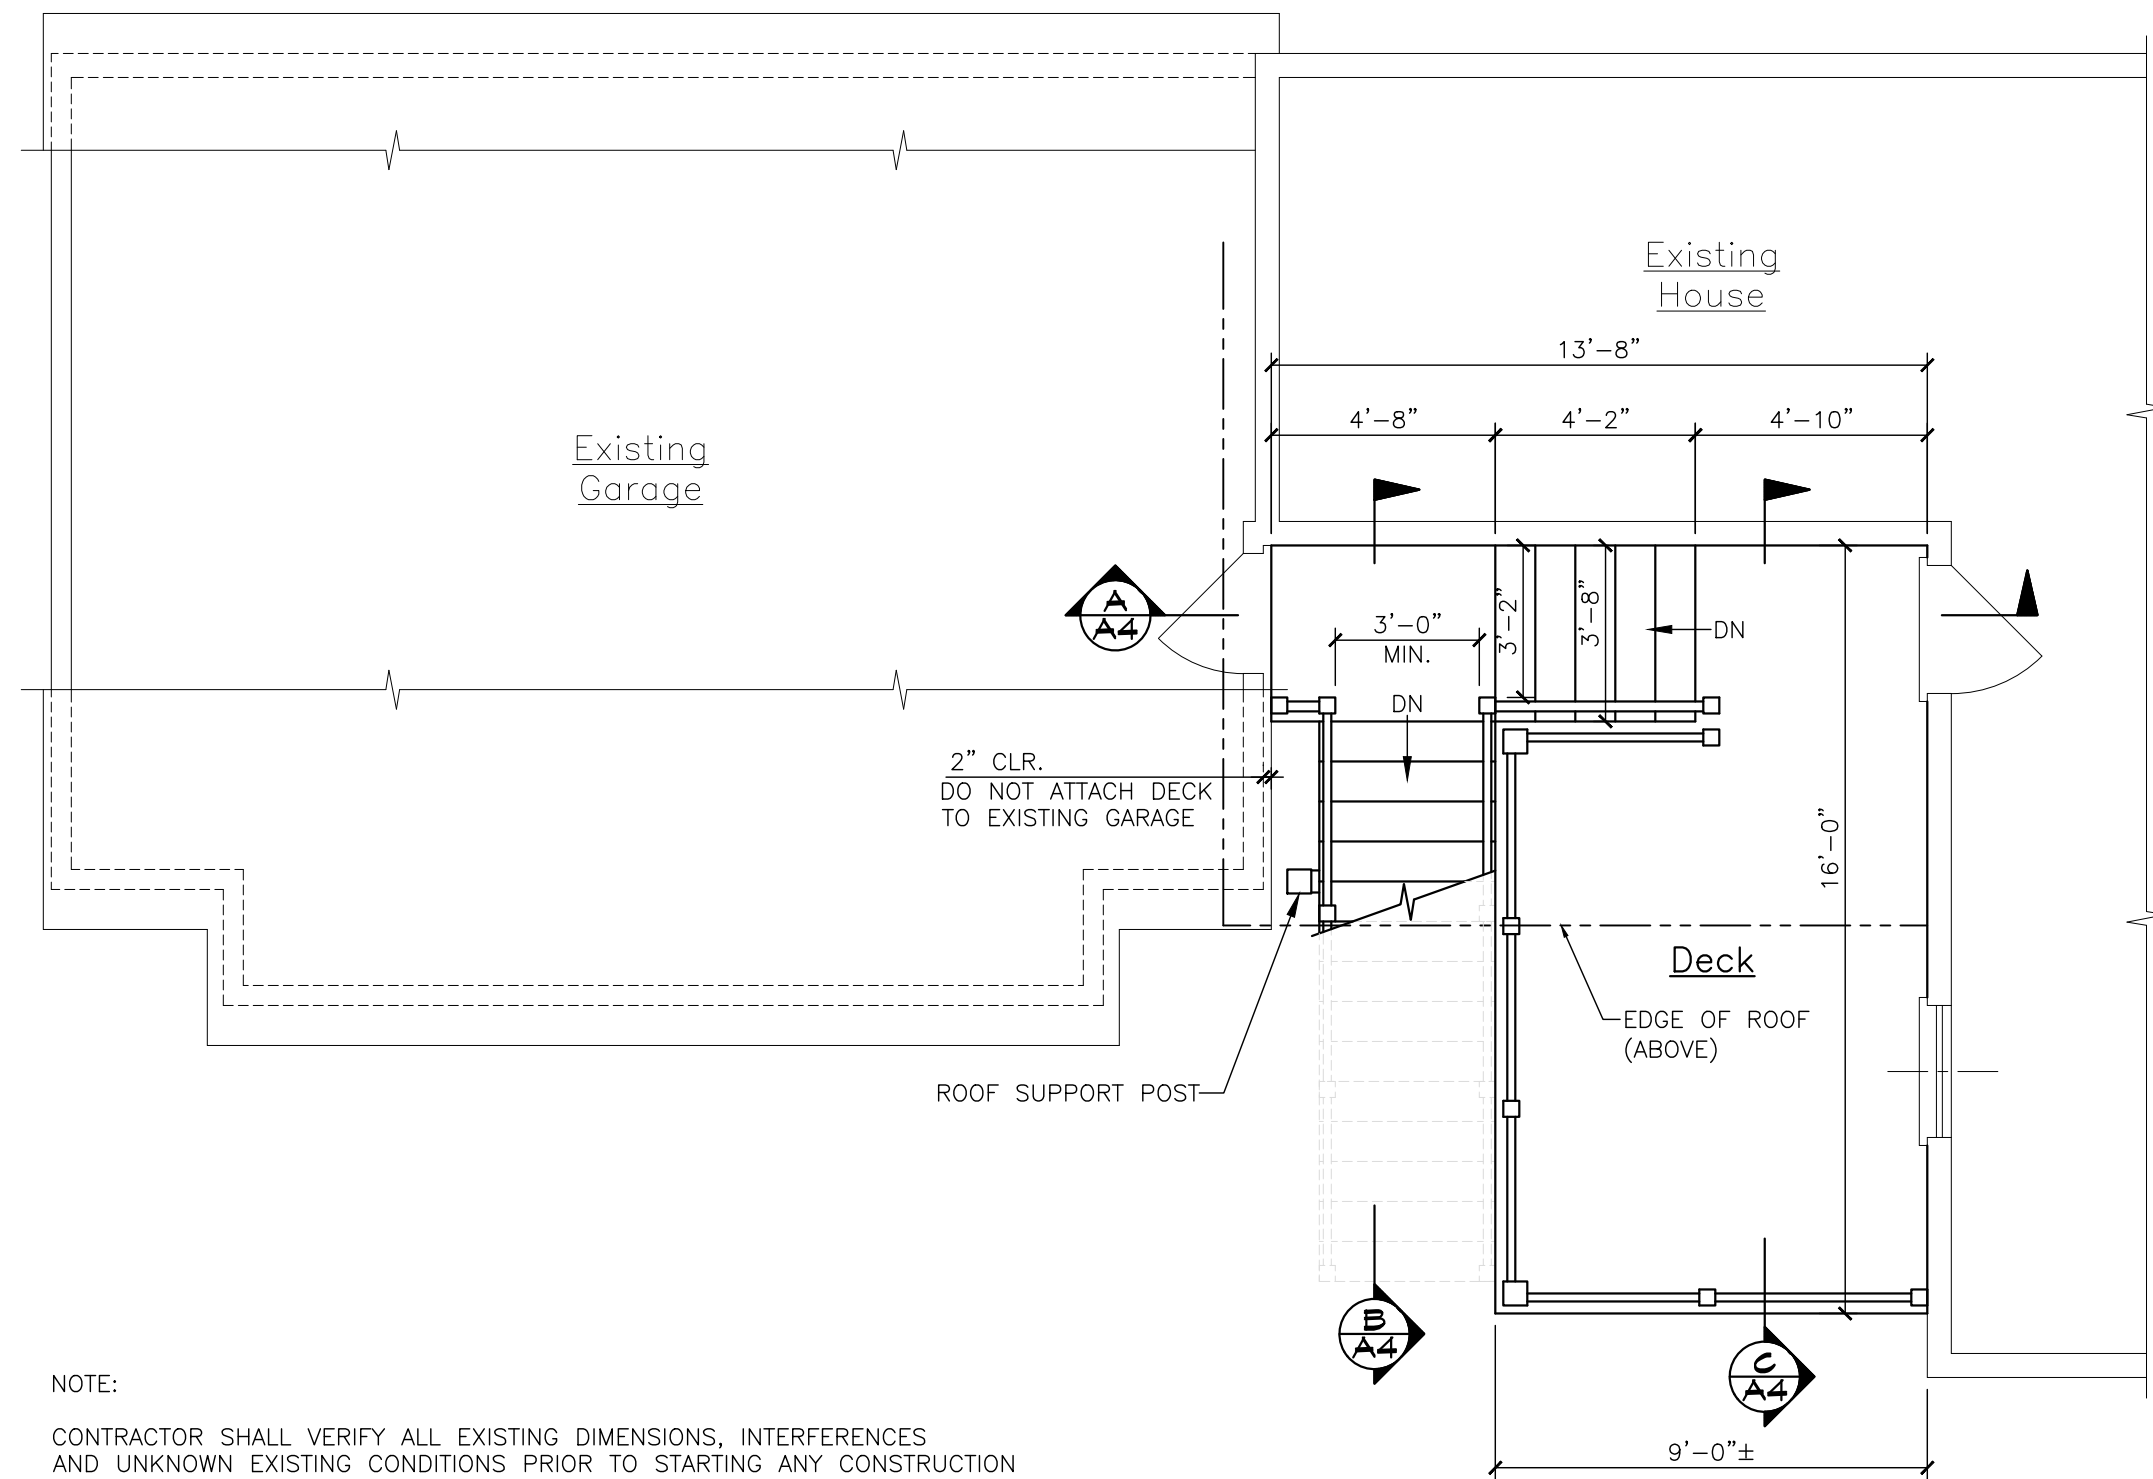 Existing
House
13'-8"
4'-8"
4'-2"
4'-10"
Existing
Garage
A
A4
3'-0"
MIN.
3'-2"
3'-8"
DN
DN
2" CLR.
DO NOT ATTACH DECK
TO EXISTING GARAGE
16'-0"
Deck
EDGE OF ROOF
(ABOVE)
ROOF SUPPORT POST
B
A4
C
A4
9'-0"±
NOTE:
CONTRACTOR SHALL VERIFY ALL EXISTING DIMENSIONS, INTERFERENCES
AND UNKNOWN EXISTING CONDITIONS PRIOR TO STARTING ANY CONSTRUCTION